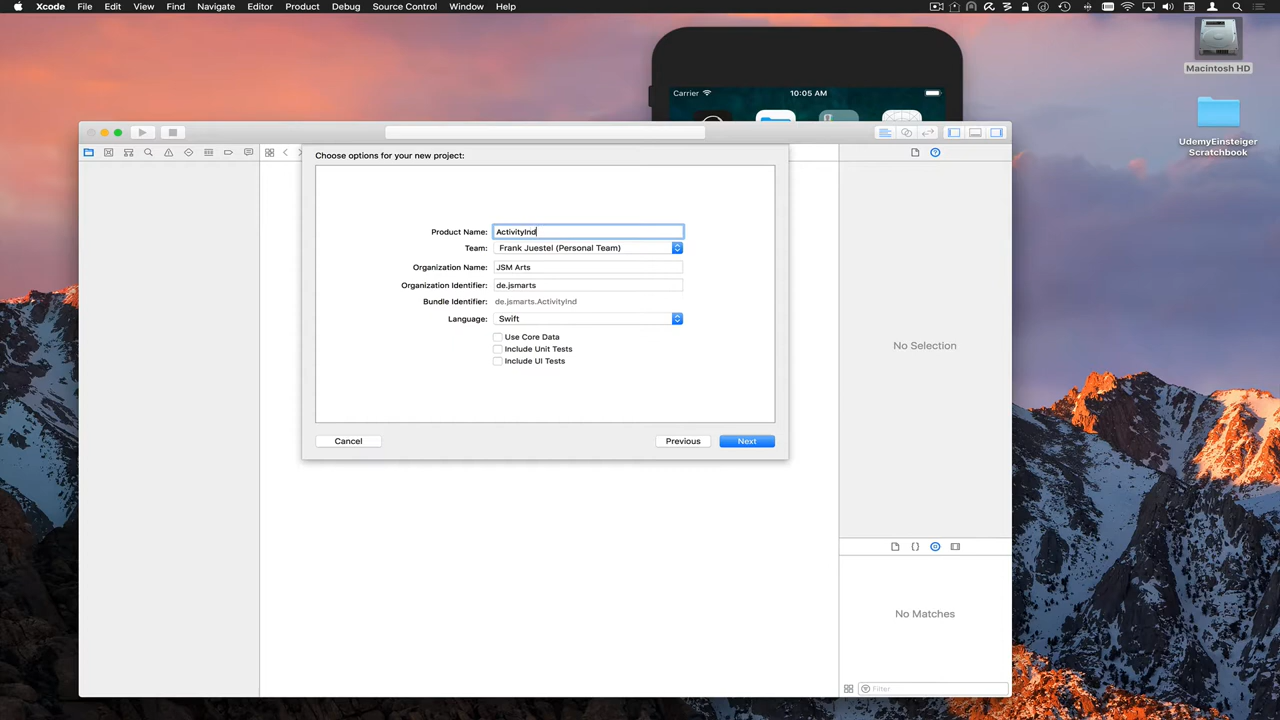 Xcode File Edit View Find Navigate Editor Product Debug Source Control Window Help
Macintosh HD
Carrier 10:05 AM
UdemyEinsteiger
Scratchbook
Choose options for your new project:
Product Name: ActivityInd
Team: Frank Juestel (Personal Team)
Organization Name: JSM Arts
Organization Identifier: de.jsmarts
Bundle Identifier: de.jsmarts.ActivityInd
Language: Swift
Use Core Data
Include Unit Tests
Include UI Tests
No Selection
Cancel Previous Next
No Matches
Filter